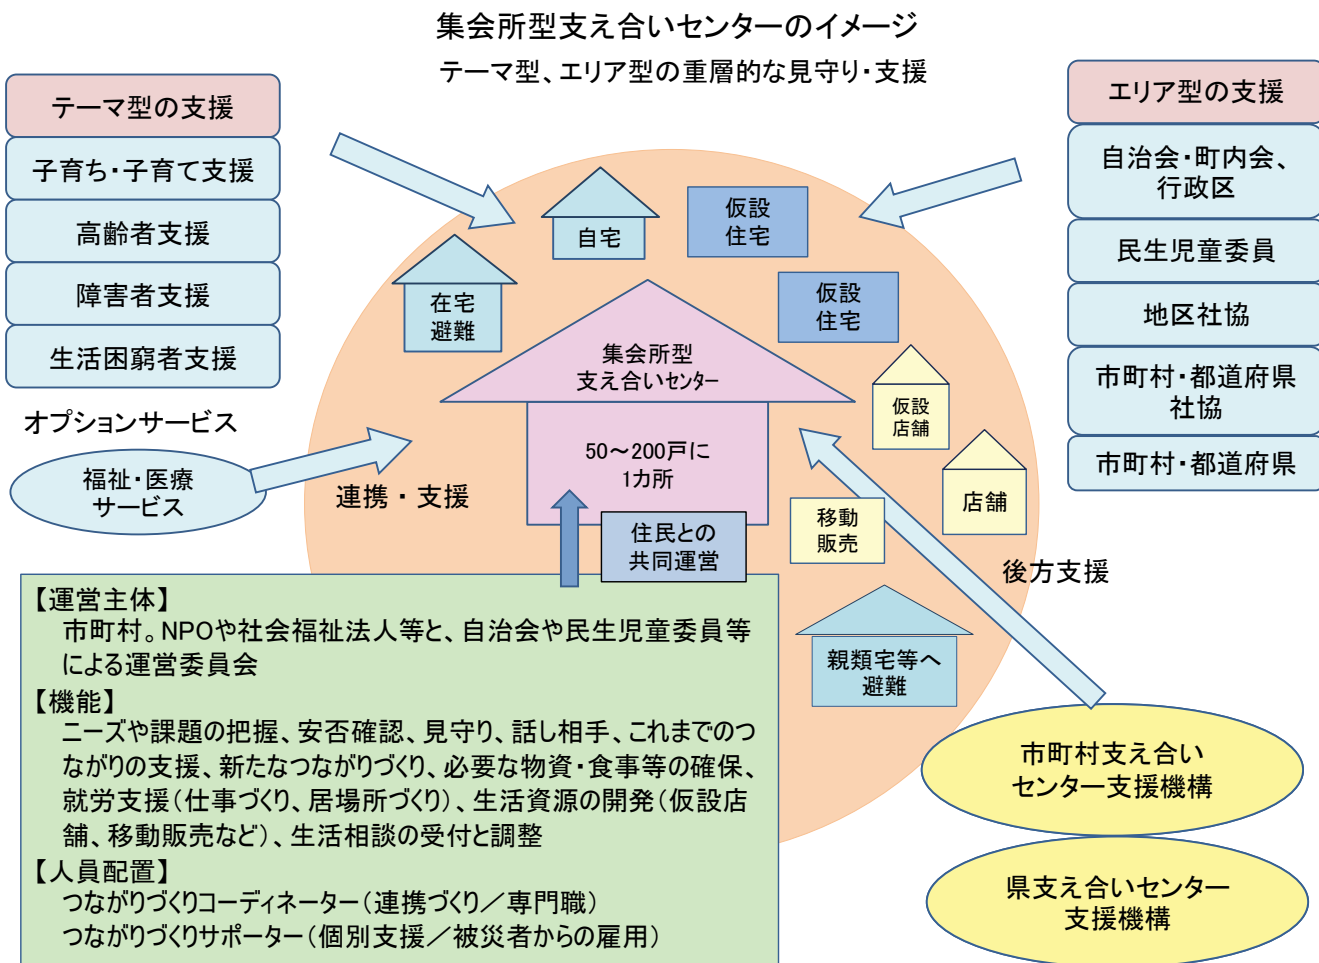 集会所型支え合いセンターのイメージ
テーマ型、エリア型の重層的な見守り・支援
テーマ型の支援
子育ち・子育て支援
高齢者支援
障害者支援
生活困窮者支援
オプションサービス
福祉・医療
サービス
連携・支援
エリア型の支援
自治会・町内会、
行政区
民生児童委員
地区社協
市町村・都道府県
社協
市町村・都道府県
自宅
仮設
住宅
在宅
避難
仮設
住宅
集会所型
支え合いセンター
50～200戸に
1カ所
仮設
店舗
店舗
移動
販売
住民との
共同運営
後方支援
親類宅等へ
避難
市町村支え合い
センター支援機構
県支え合いセンター
支援機構
【運営主体】
市町村。NPOや社会福祉法人等と、自治会や民生児童委員等
による運営委員会
【機能】
ニーズや課題の把握、安否確認、見守り、話し相手、これまでのつ
ながりの支援、新たなつながりづくり、必要な物資・食事等の確保、
就労支援（仕事づくり、居場所づくり）、生活資源の開発（仮設店
舗、移動販売など）、生活相談の受付と調整
【人員配置】
つながりづくりコーディネーター（連携づくり／専門職）
つながりづくりサポーター（個別支援／被災者からの雇用）